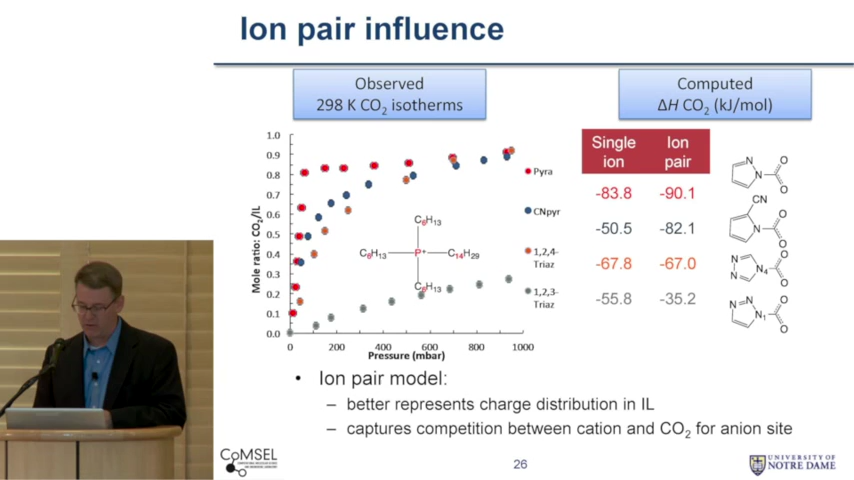 Ion pair influence
Observed
298 K CO₂ isotherms
Computed
ΔH CO₂ (kJ/mol)
Mole ratio: CO₂/IL
1.0
0.9
0.8
0.7
0.6
0.5
0.4
0.3
0.2
0.1
0.0
0
200
400
600
800
1000
Pressure (mbar)
C₆H₁₃
C₆H₁₃
P⁺
C₁₄H₂₉
C₆H₁₃
Pyra
CNpyr
1,2,4-
Triaz
1,2,3-
Triaz
Single ion
Ion pair
-83.8 -90.1
-50.5 -82.1
-67.8 -67.0
-55.8 -35.2
N
N
O
O
CN
N
O
O
N
N
N₄
O
O
N
N
N₁
O
O
• Ion pair model:
– better represents charge distribution in IL
– captures competition between cation and CO₂ for anion site
CoMSEL
26
UNIVERSITY OF
NOTRE DAME